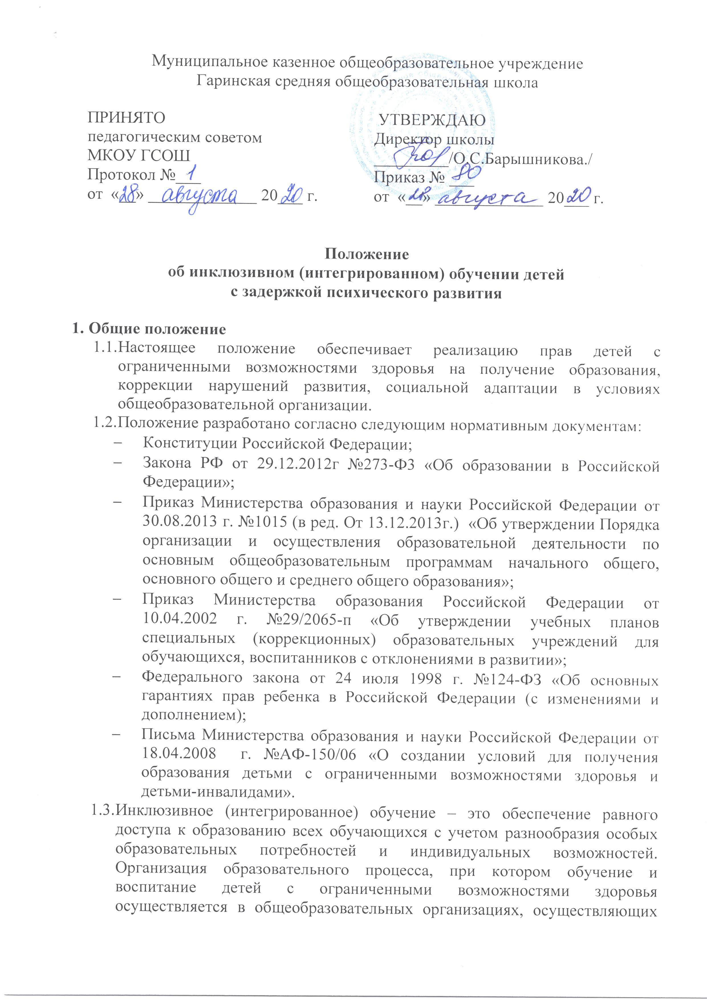 Муниципальное казенное общеобразовательное учреждение
Гаринская средняя общеобразовательная школа
ПРИНЯТО
педагогическим советом
МКОУ ГСОШ
Протокол № 1
от «28» августа 2020 г.
УТВЕРЖДАЮ
Директор школы
/О.С.Барышникова./
Приказ № 80
от «28» августа 2020 г.
Положение
об инклюзивном (интегрированном) обучении детей
с задержкой психического развития
1. Общие положение
1.1.Настоящее положение обеспечивает реализацию прав детей с
ограниченными возможностями здоровья на получение образования,
коррекции нарушений развития, социальной адаптации в условиях
общеобразовательной организации.
1.2.Положение разработано согласно следующим нормативным документам:
– Конституции Российской Федерации;
– Закона РФ от 29.12.2012г №273-ФЗ «Об образовании в Российской
Федерации»;
– Приказ Министерства образования и науки Российской Федерации от
30.08.2013 г. №1015 (в ред. От 13.12.2013г.) «Об утверждении Порядка
организации и осуществления образовательной деятельности по
основным общеобразовательным программам начального общего,
основного общего и среднего общего образования»;
– Приказ Министерства образования Российской Федерации от
10.04.2002 г. №29/2065-п «Об утверждении учебных планов
специальных (коррекционных) образовательных учреждений для
обучающихся, воспитанников с отклонениями в развитии»;
– Федерального закона от 24 июля 1998 г. №124-ФЗ «Об основных
гарантиях прав ребенка в Российской Федерации (с изменениями и
дополнением);
– Письма Министерства образования и науки Российской Федерации от
18.04.2008 г. №АФ-150/06 «О создании условий для получения
образования детьми с ограниченными возможностями здоровья и
детьми-инвалидами».
1.3.Инклюзивное (интегрированное) обучение – это обеспечение равного
доступа к образованию всех обучающихся с учетом разнообразия особых
образовательных потребностей и индивидуальных возможностей.
Организация образовательного процесса, при котором обучение и
воспитание детей с ограниченными возможностями здоровья
осуществляется в общеобразовательных организациях, осуществляющих